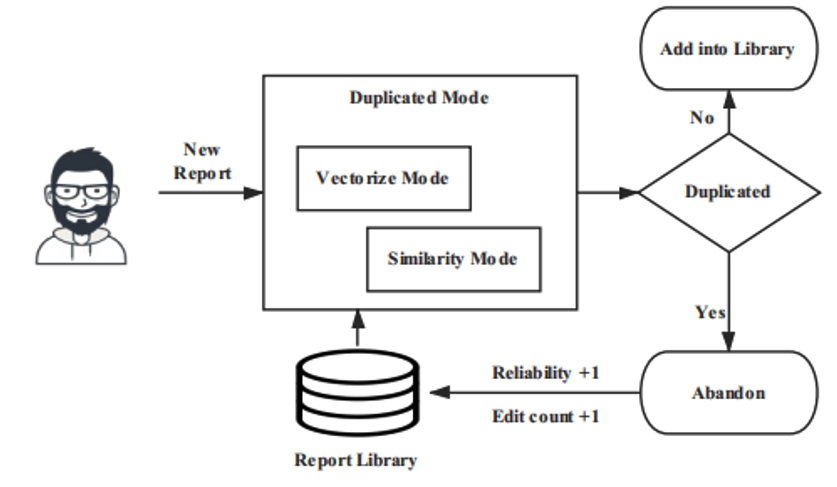 Add into Library
Duplicated Mode
No
New
Report
Vectorize Mode
Duplicated
Similarity Mode
Yes
Reliability +1
Abandon
Edit count +1
Report Library